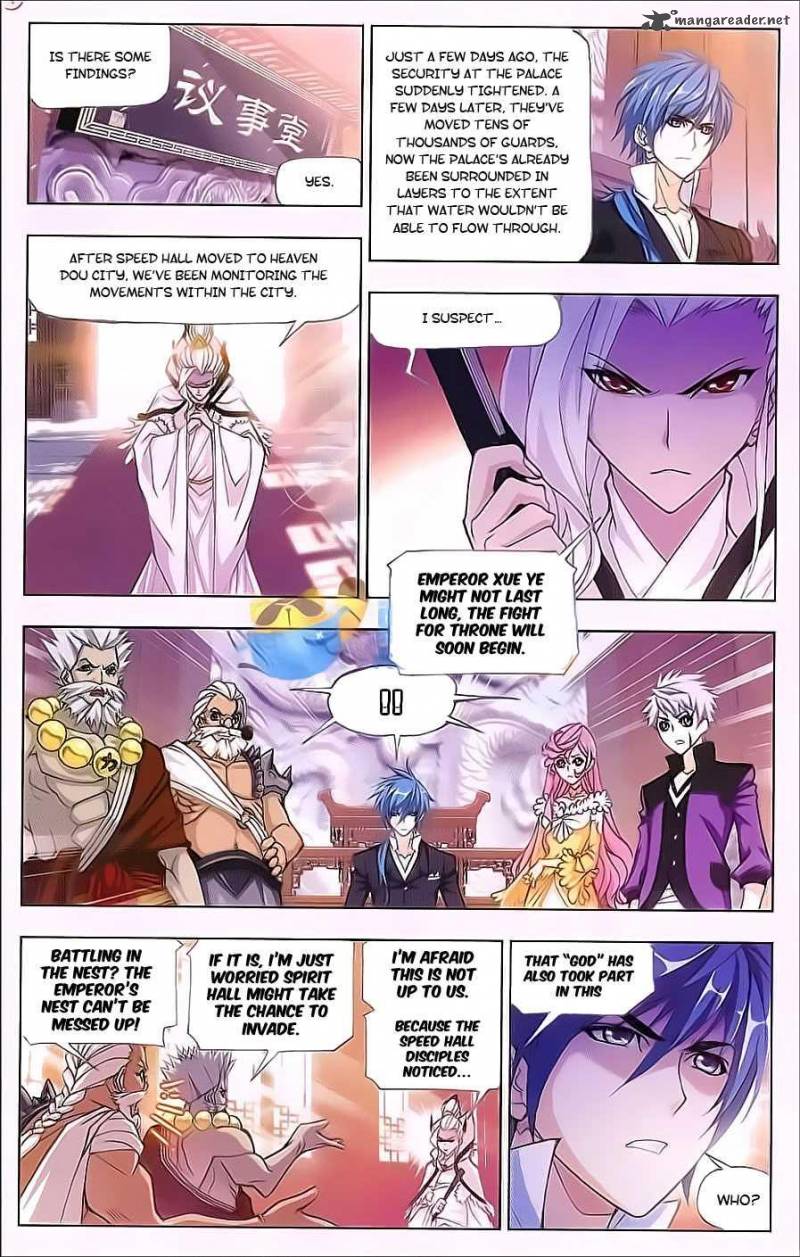 mangareader.net
IS THERE SOME
FINDINGS?
议事堂
YES.
JUST A FEW DAYS AGO, THE
SECURITY AT THE PALACE
SUDDENLY TIGHTENED. A
FEW DAYS LATER, THEY'VE
MOVED TENS OF
THOUSANDS OF GUARDS,
NOW THE PALACE'S ALREADY
BEEN SURROUNDED IN
LAYERS TO THE EXTENT
THAT WATER WOULDN'T BE
ABLE TO FLOW THROUGH.
AFTER SPEED HALL MOVED TO HEAVEN
DOU CITY, WE'VE BEEN MONITORING THE
MOVEMENTS WITHIN THE CITY.
I SUSPECT...
EMPEROR XUE YE
MIGHT NOT LAST
LONG, THE FIGHT
FOR THRONE WILL
SOON BEGIN.
!!
力
BATTLING IN
THE NEST? THE
EMPEROR'S
NEST CAN'T BE
MESSED UP!
IF IT IS, I'M JUST
WORRIED SPIRIT
HALL MIGHT TAKE
THE CHANCE TO
INVADE.
I'M AFRAID
THIS IS NOT
UP TO US.
BECAUSE THE
SPEED HALL
DISCIPLES
NOTICED...
THAT "GOD" HAS
ALSO TOOK PART
IN THIS
WHO?